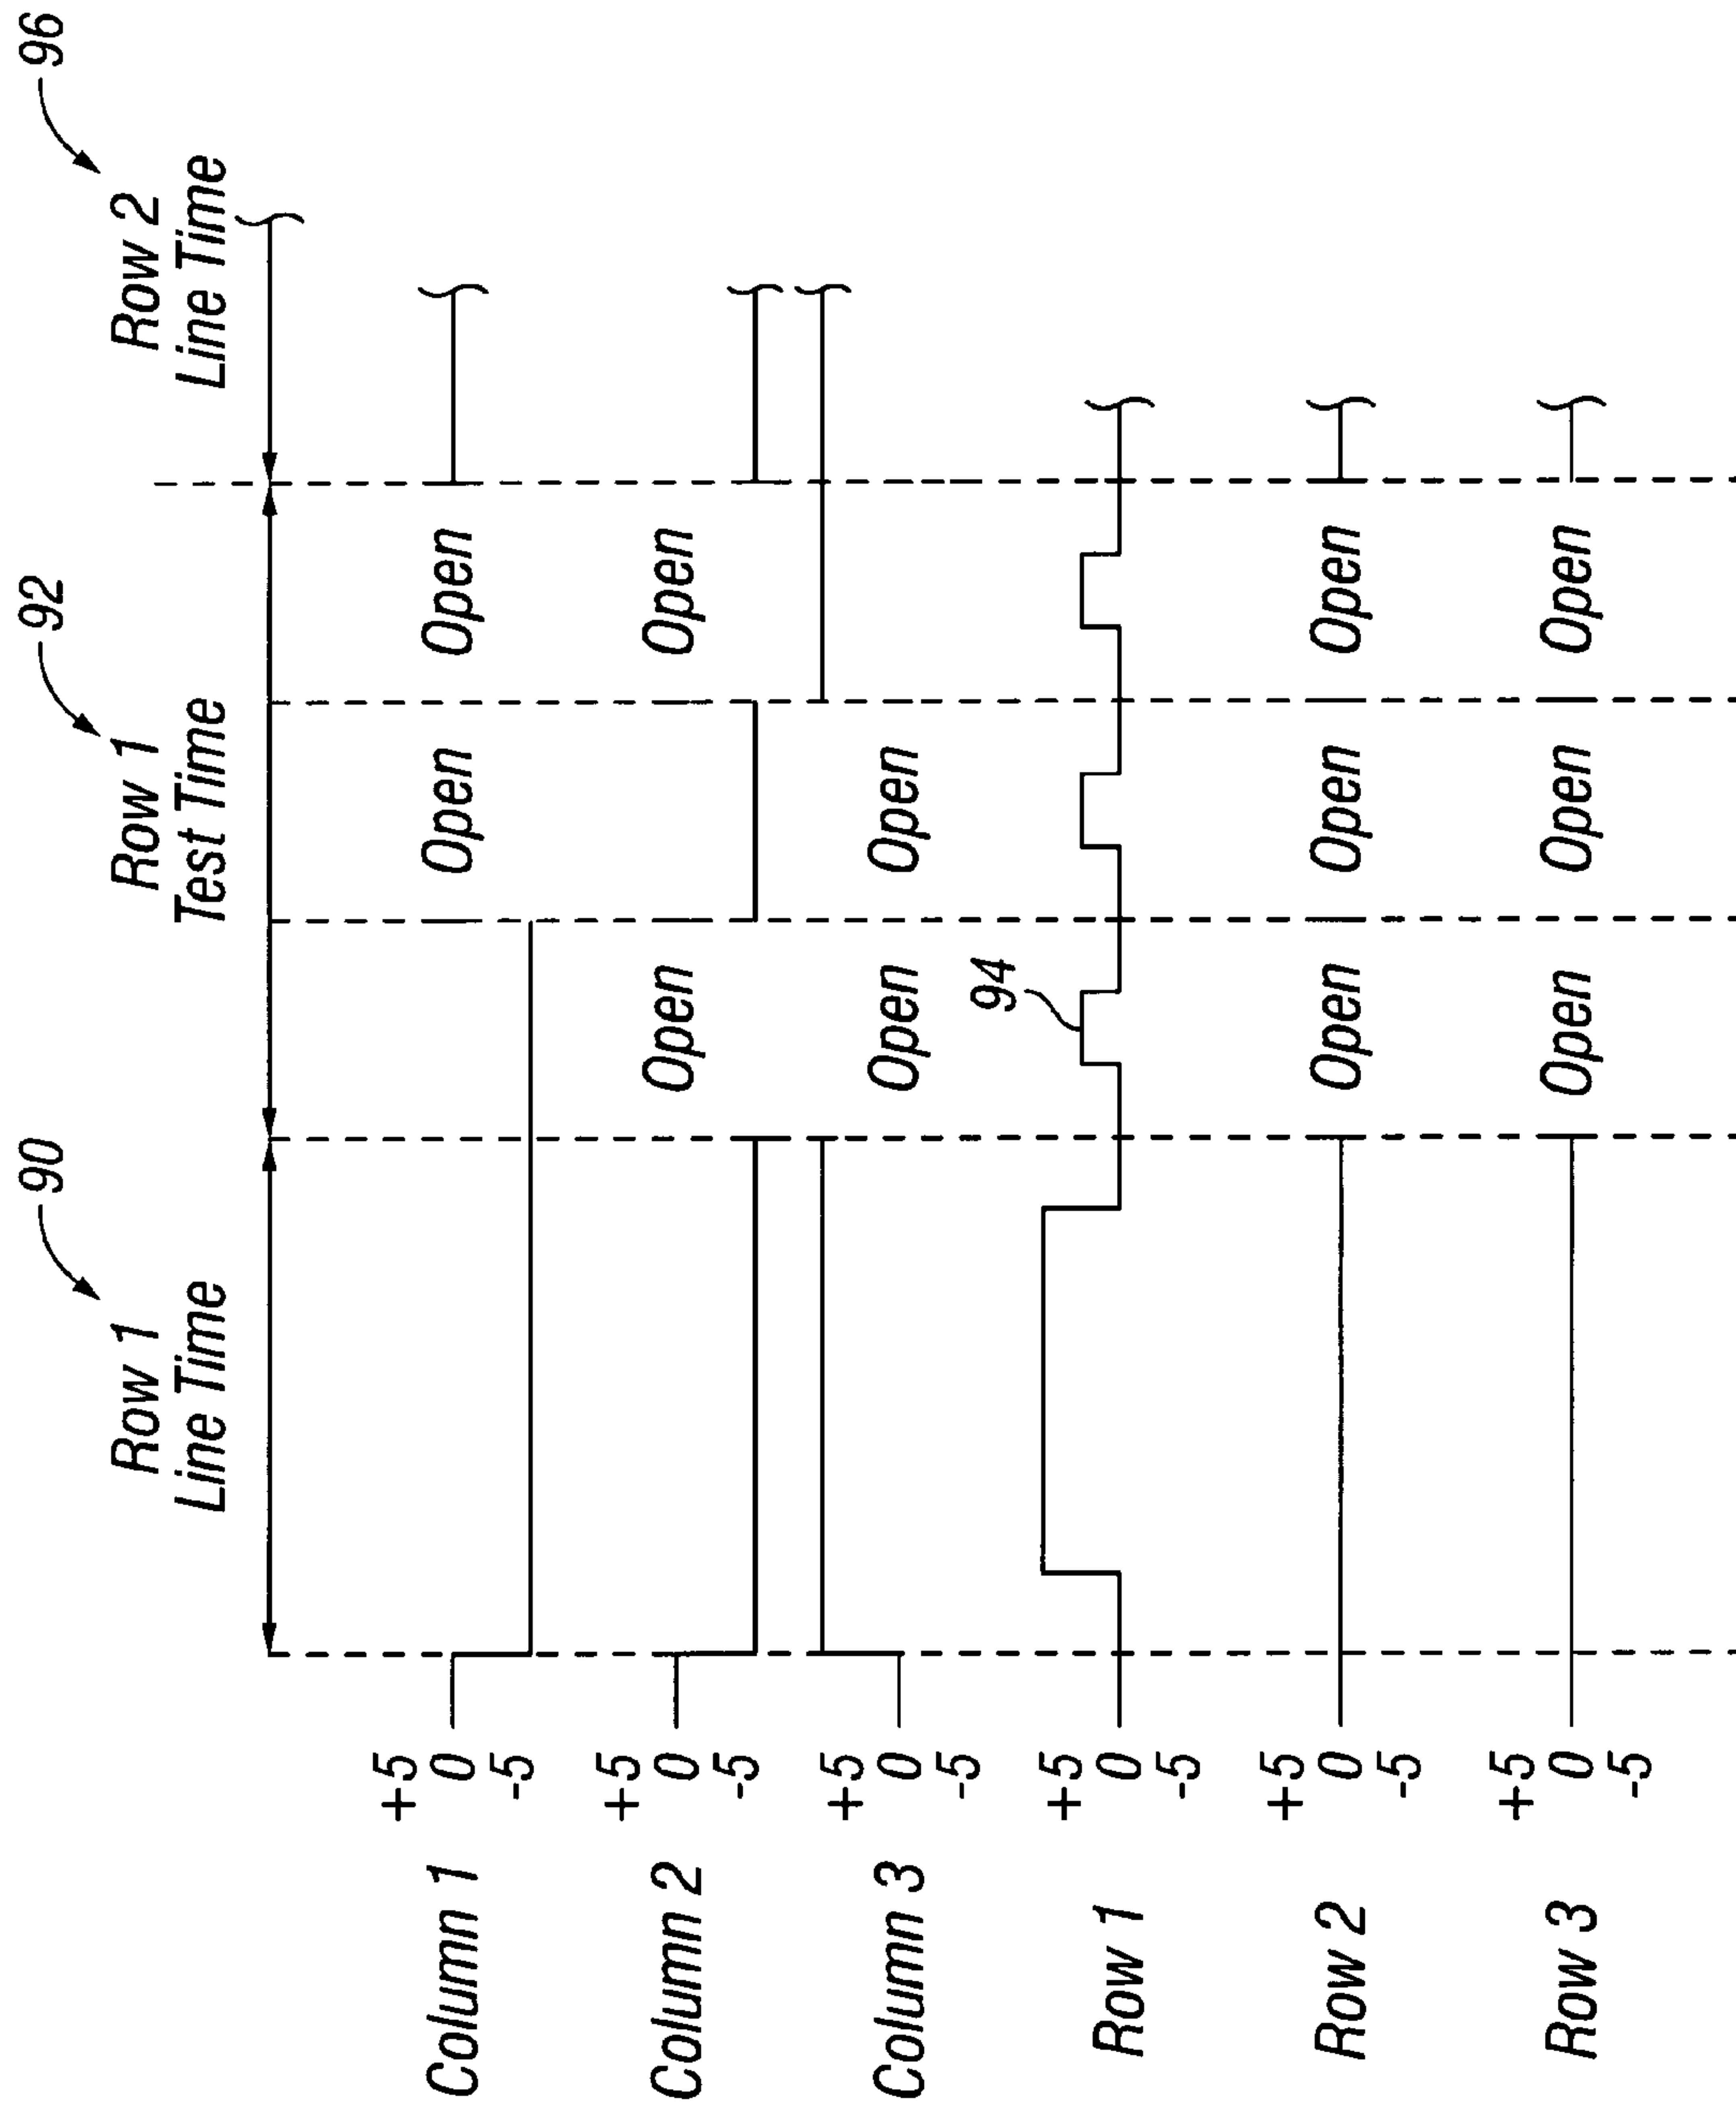 90
92
96
Row 1
Line Time
Row 1
Test Time
Row 2
Line Time
Column 1
+5
0
-5
Open
Open
Column 2
+5
0
-5
Open
Open
Column 3
+5
0
-5
Open
Open
94
Row 1
+5
0
-5
Row 2
+5
0
-5
Open
Open
Open
Row 3
+5
0
-5
Open
Open
Open